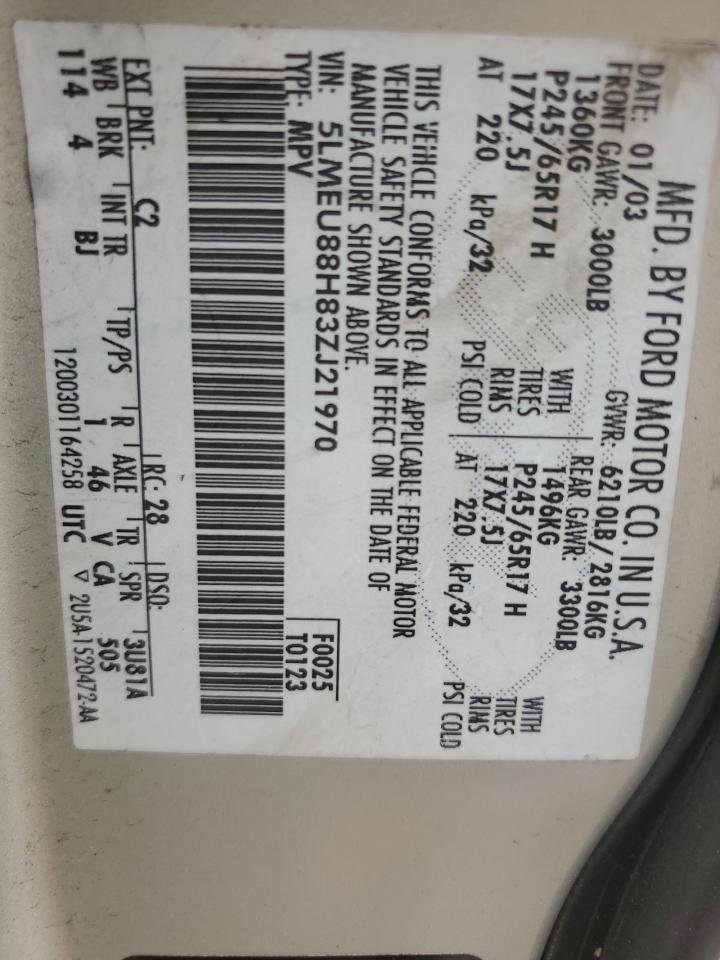 MFD. BY FORD MOTOR CO. IN U.S.A.
DATE: 01/03 GVWR: 6210LB/ 2816KG
FRONT GAWR: 3000LB REAR GAWR: 3300LB
1360KG WITH 1496KG WITH
P245/65R17 H TIRES P245/65R17 H TIRES
17X7.5J RIMS 17X7.5J RIMS
AT 220 kPa/32 PSI COLD AT 220 kPa/32 PSI COLD
THIS VEHICLE CONFORMS TO ALL APPLICABLE FEDERAL MOTOR
VEHICLE SAFETY STANDARDS IN EFFECT ON THE DATE OF
MANUFACTURE SHOWN ABOVE.
VIN: 5LMEU88H83ZJ21970 F0025
TYPE: MPV T0123
EXT PNT: C2 RC: 28 DSO: 3U81A
WB BRK INT TR TP/PS R AXLE TR SPR
114 4 BJ 1 46 V CA 505
1200301164258 UTC ▽ 2U5A-1520472-AA